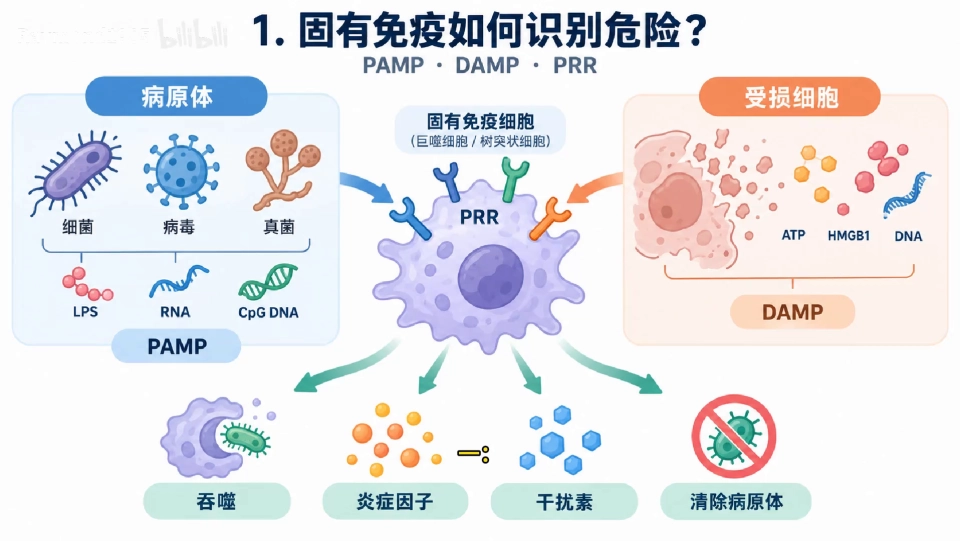 bilibili
1. 固有免疫如何识别危险？
PAMP · DAMP · PRR
病原体
细菌
病毒
真菌
LPS
RNA
CpG DNA
PAMP
固有免疫细胞
（巨噬细胞 / 树突状细胞）
PRR
受损细胞
ATP
HMGB1
DNA
DAMP
吞噬
炎症因子
干扰素
清除病原体